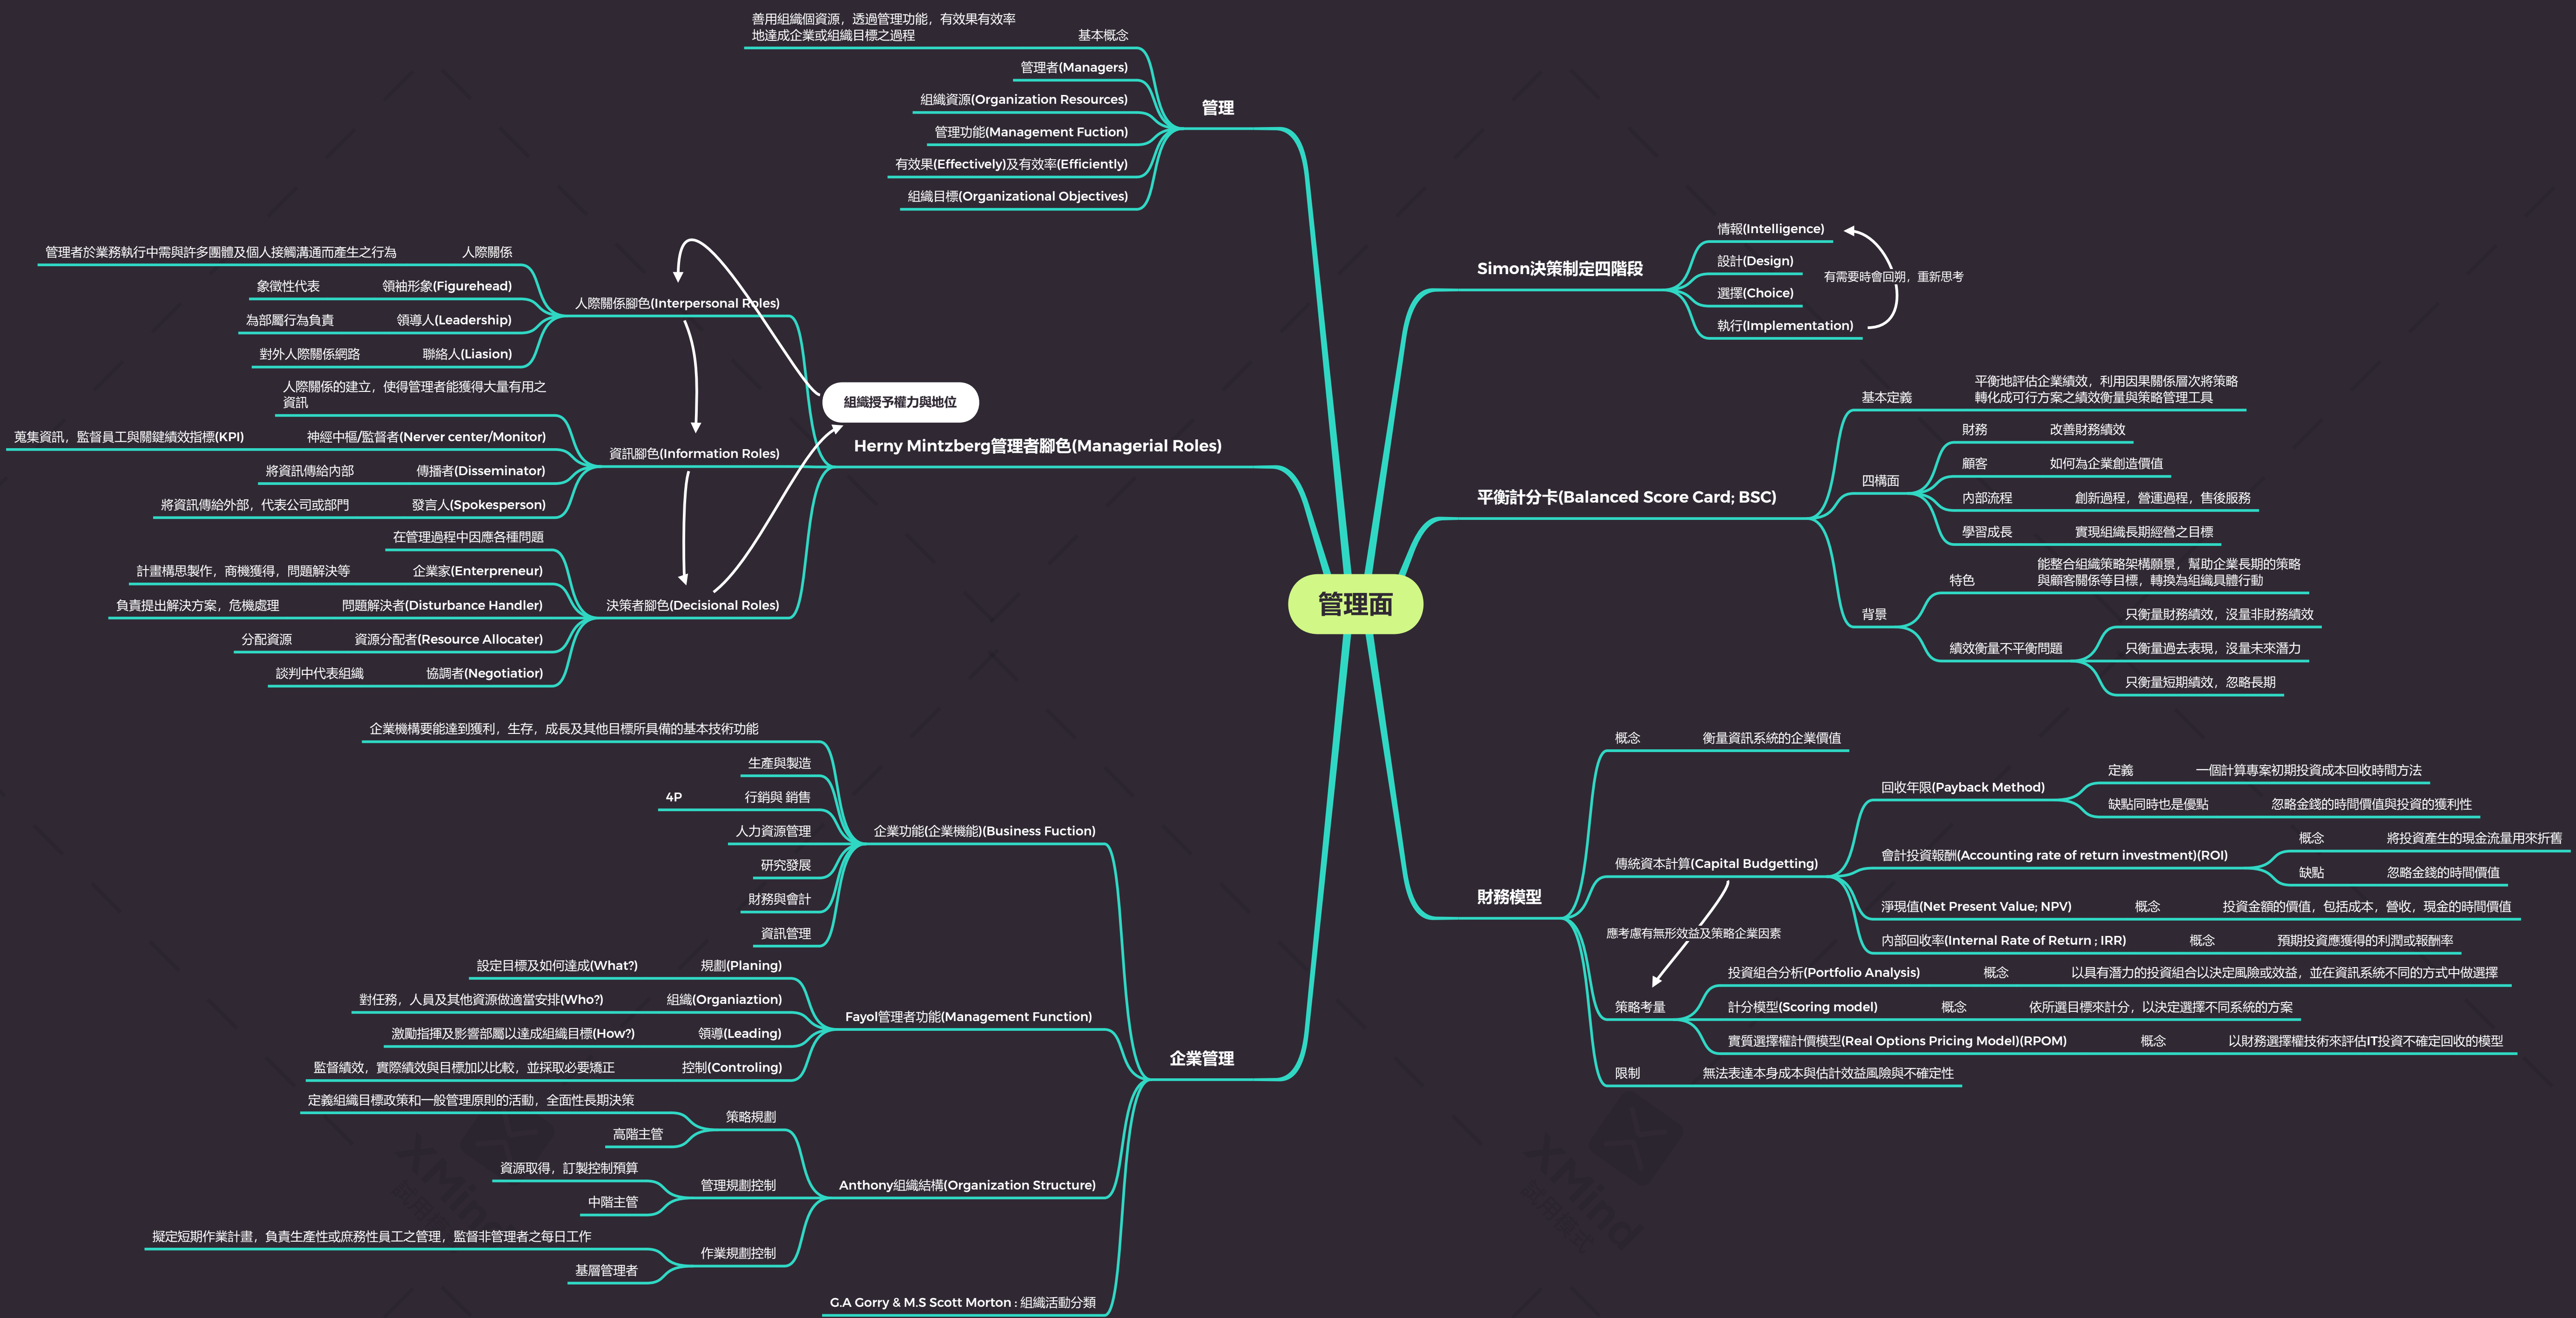 管理面
管理
善用組織個資源，透過管理功能，有效果有效率
地達成企業或組織目標之過程
基本概念
管理者(Managers)
組織資源(Organization Resources)
管理功能(Management Fuction)
有效果(Effectively)及有效率(Efficiently)
組織目標(Organizational Objectives)
Herny Mintzberg管理者腳色(Managerial Roles)
組織授予權力與地位
人際關係腳色(Interpersonal Roles)
管理者於業務執行中需與許多團體及個人接觸溝通而產生之行為
人際關係
象徵性代表
領袖形象(Figurehead)
為部屬行為負責
領導人(Leadership)
對外人際關係網路
聯絡人(Liasion)
資訊腳色(Information Roles)
人際關係的建立，使得管理者能獲得大量有用之
資訊
蒐集資訊，監督員工與關鍵績效指標(KPI)
神經中樞/監督者(Nerver center/Monitor)
將資訊傳給內部
傳播者(Disseminator)
將資訊傳給外部，代表公司或部門
發言人(Spokesperson)
決策者腳色(Decisional Roles)
在管理過程中因應各種問題
計畫構思製作，商機獲得，問題解決等
企業家(Enterpreneur)
負責提出解決方案，危機處理
問題解決者(Disturbance Handler)
分配資源
資源分配者(Resource Allocater)
談判中代表組織
協調者(Negotiatior)
企業管理
企業功能(企業機能)(Business Fuction)
企業機構要能達到獲利，生存，成長及其他目標所具備的基本技術功能
生產與製造
4P
行銷與 銷售
人力資源管理
研究發展
財務與會計
資訊管理
Fayol管理者功能(Management Function)
設定目標及如何達成(What?)
規劃(Planing)
對任務，人員及其他資源做適當安排(Who?)
組織(Organiaztion)
激勵指揮及影響部屬以達成組織目標(How?)
領導(Leading)
監督績效，實際績效與目標加以比較，並採取必要矯正
控制(Controling)
Anthony組織結構(Organization Structure)
定義組織目標政策和一般管理原則的活動，全面性長期決策
策略規劃
高階主管
資源取得，訂製控制預算
管理規劃控制
中階主管
擬定短期作業計畫，負責生產性或庶務性員工之管理，監督非管理者之每日工作
作業規劃控制
基層管理者
G.A Gorry & M.S Scott Morton : 組織活動分類
Simon決策制定四階段
情報(Intelligence)
設計(Design)
選擇(Choice)
執行(Implementation)
有需要時會回朔，重新思考
平衡計分卡(Balanced Score Card; BSC)
基本定義
平衡地評估企業績效，利用因果關係層次將策略
轉化成可行方案之績效衡量與策略管理工具
四構面
財務
改善財務績效
顧客
如何為企業創造價值
內部流程
創新過程，營運過程，售後服務
學習成長
實現組織長期經營之目標
背景
特色
能整合組織策略架構願景，幫助企業長期的策略
與顧客關係等目標，轉換為組織具體行動
績效衡量不平衡問題
只衡量財務績效，沒量非財務績效
只衡量過去表現，沒量未來潛力
只衡量短期績效，忽略長期
財務模型
概念
衡量資訊系統的企業價值
傳統資本計算(Capital Budgetting)
回收年限(Payback Method)
定義
一個計算專案初期投資成本回收時間方法
缺點同時也是優點
忽略金錢的時間價值與投資的獲利性
會計投資報酬(Accounting rate of return investment)(ROI)
概念
將投資產生的現金流量用來折舊
缺點
忽略金錢的時間價值
淨現值(Net Present Value; NPV)
概念
投資金額的價值，包括成本，營收，現金的時間價值
內部回收率(Internal Rate of Return ; IRR)
概念
預期投資應獲得的利潤或報酬率
應考慮有無形效益及策略企業因素
策略考量
投資組合分析(Portfolio Analysis)
概念
以具有潛力的投資組合以決定風險或效益，並在資訊系統不同的方式中做選擇
計分模型(Scoring model)
概念
依所選目標來計分，以決定選擇不同系統的方案
實質選擇權計價模型(Real Options Pricing Model)(RPOM)
概念
以財務選擇權技術來評估IT投資不確定回收的模型
限制
無法表達本身成本與估計效益風險與不確定性
XMind
試用模式
XMind
試用模式